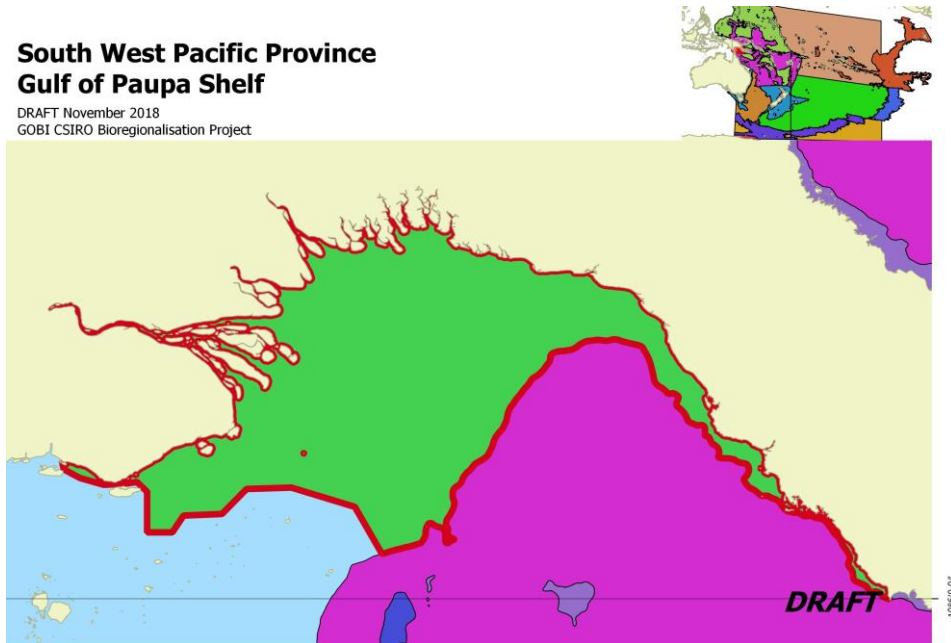 South West Pacific Province
Gulf of Paupa Shelf
DRAFT November 2018
GOBI CSIRO Bioregionalisation Project
DRAFT